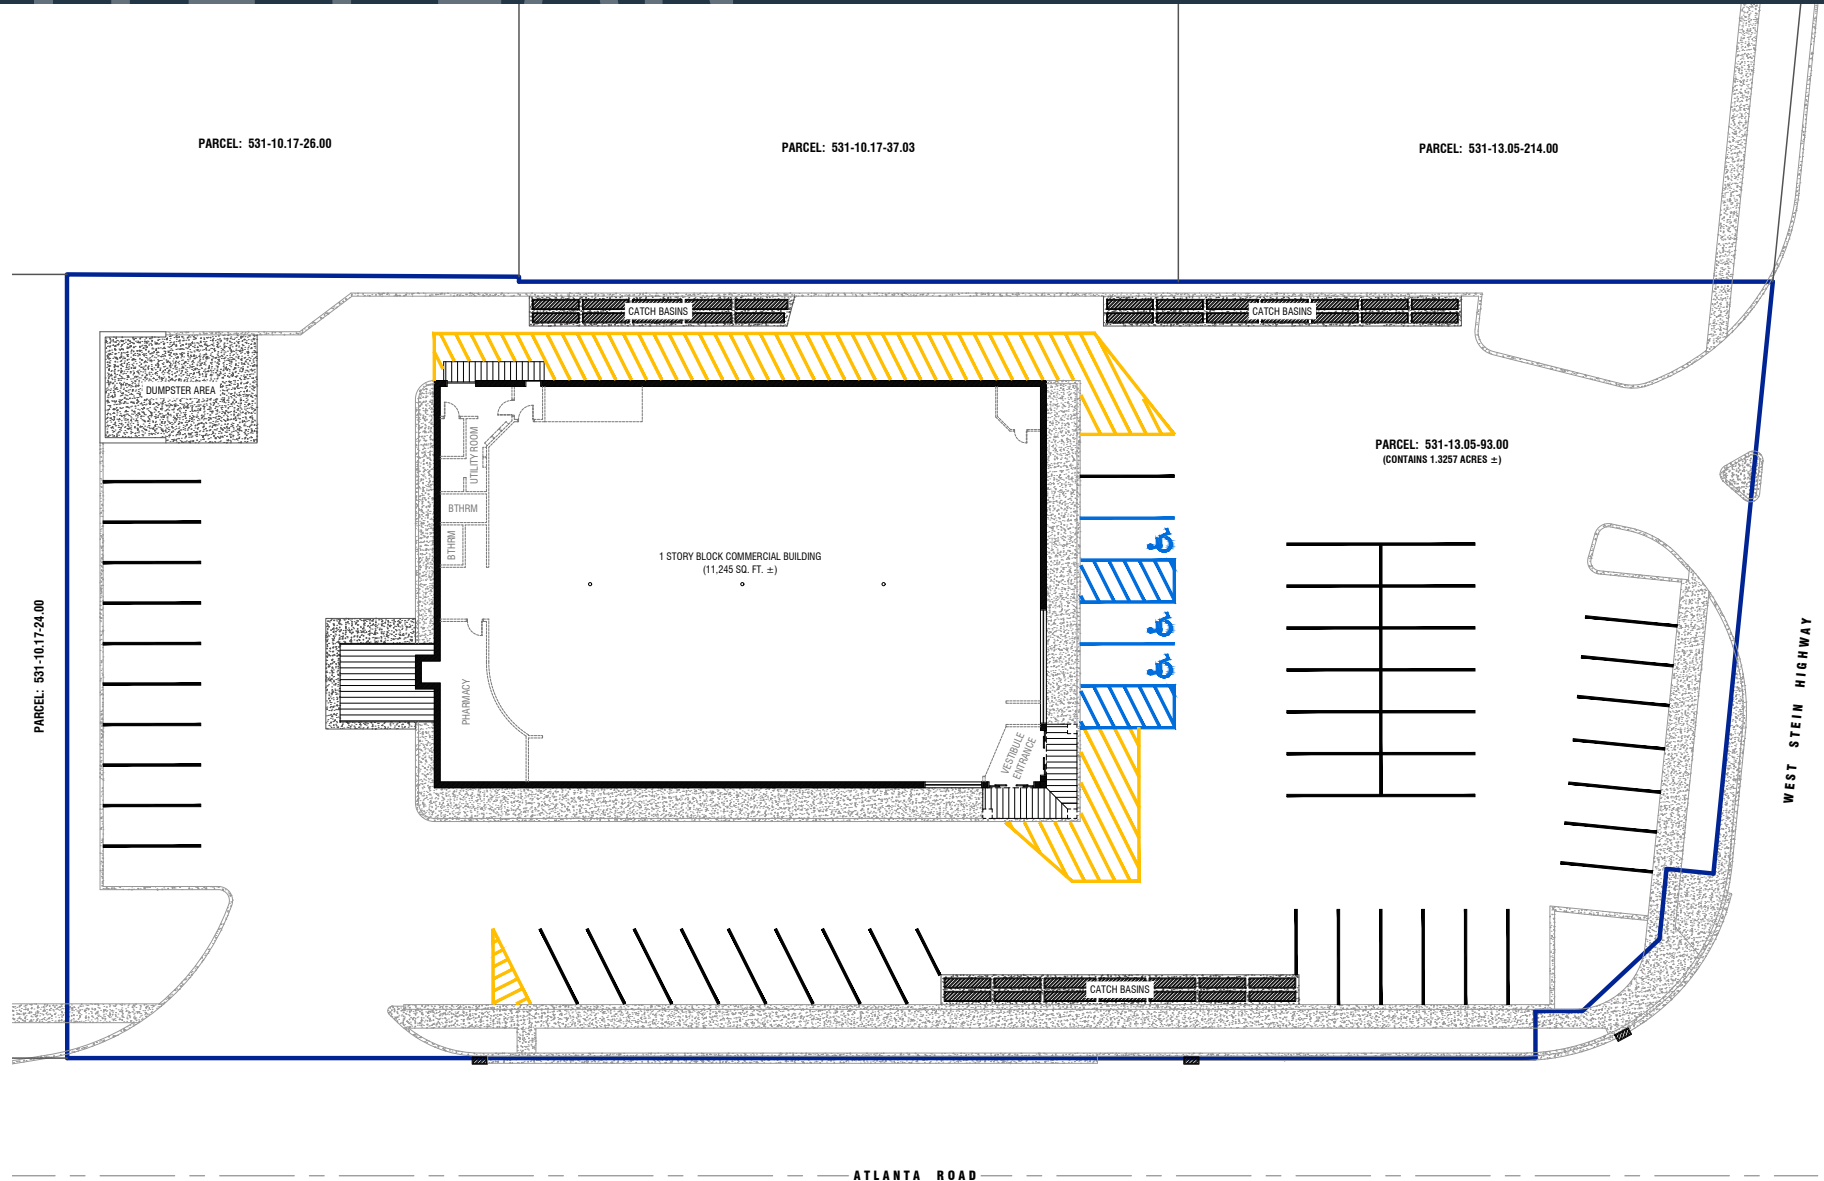 PARCEL: 531-10.17-26.00
PARCEL: 531-10.17-37.03
PARCEL: 531-13.05-214.00
CATCH BASINS
CATCH BASINS
DUMPSTER AREA
UTILITY ROOM
BTHRM
BTHRM
PARCEL: 531-13.05-93.00
(CONTAINS 1.3257 ACRES ±)
1 STORY BLOCK COMMERCIAL BUILDING
(11,245 SQ. FT. ±)
PARCEL: 531-10.17-24.00
PHARMACY
VESTIBULE
ENTRANCE
WEST STEIN HIGHWAY
CATCH BASINS
ATLANTA ROAD